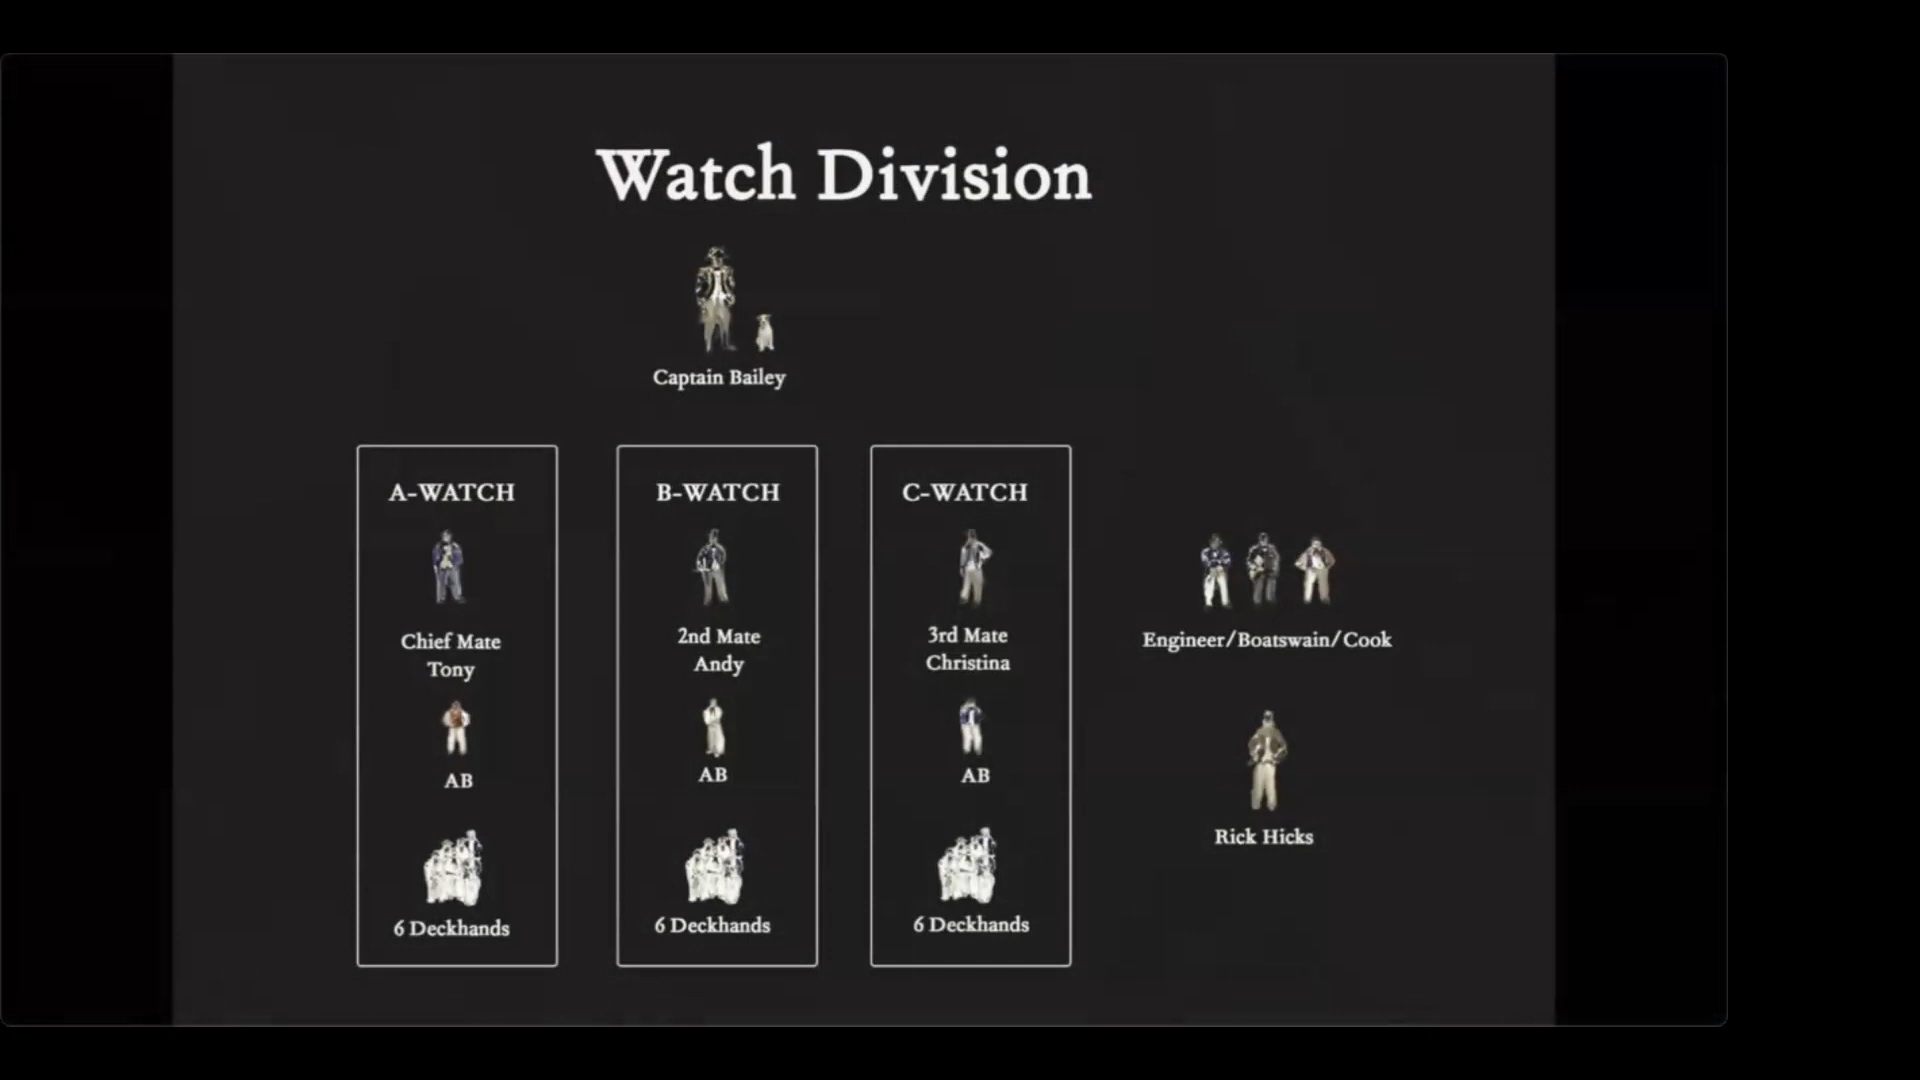 Watch Division
Captain Bailey
A-WATCH
Chief Mate
Tony
AB
6 Deckhands
B-WATCH
2nd Mate
Andy
AB
6 Deckhands
C-WATCH
3rd Mate
Christina
AB
6 Deckhands
Engineer/Boatswain/Cook
Rick Hicks